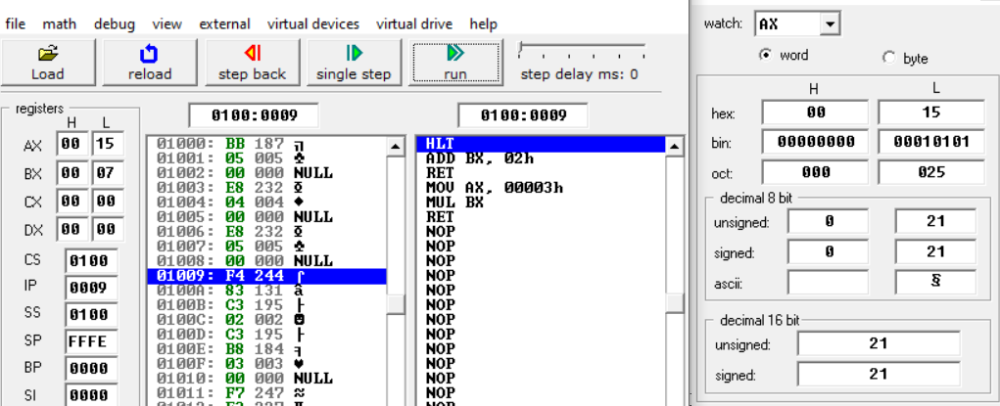 file math debug view external virtual devices virtual drive help
Load reload step back single step run step delay ms: 0
registers
H L
AX 00 15
BX 00 07
CX 00 00
DX 00 00
CS 0100
IP 0009
SS 0100
SP FFFE
BP 0000
SI 0000
0100:0009
01000: BB 187 ╗
01001: 05 005 ♣
01002: 00 000 NULL
01003: E8 232
01004: 04 004 ♦
01005: 00 000 NULL
01006: E8 232
01007: 05 005 ♣
01008: 00 000 NULL
01009: F4 244 ⌠
0100A: 83 131 â
0100B: C3 195 ├
0100C: 02 002 ☻
0100D: C3 195 ├
0100E: B8 184 ╕
0100F: 03 003 ♥
01010: 00 000 NULL
01011: F7 247 ≈
0100:0009
HLT
ADD BX, 02h
RET
MOV AX, 00003h
MUL BX
RET
NOP
NOP
NOP
NOP
NOP
NOP
NOP
NOP
NOP
NOP
NOP
NOP
watch: AX
word byte
H L
hex: 00 15
bin: 00000000 00010101
oct: 000 025
decimal 8 bit
unsigned: 0 21
signed: 0 21
ascii: §
decimal 16 bit
unsigned: 21
signed: 21